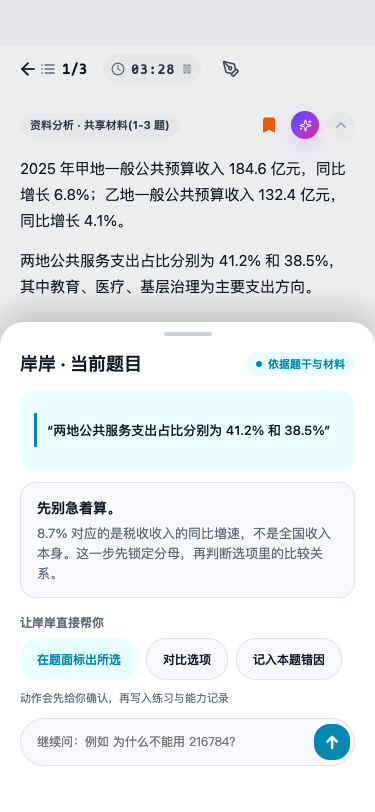 1/3 03:28
资料分析 · 共享材料(1-3 题)
2025 年甲地一般公共预算收入 184.6 亿元，同比
增长 6.8%；乙地一般公共预算收入 132.4 亿元，
同比增长 4.1%。
两地公共服务支出占比分别为 41.2% 和 38.5%，
其中教育、医疗、基层治理为主要支出方向。
岸岸 · 当前题目
依据题干与材料
“两地公共服务支出占比分别为 41.2% 和 38.5%”
先别急着算。
8.7% 对应的是税收收入的同比增速，不是全国收入
本身。这一步先锁定分母，再判断选项里的比较关
系。
让岸岸直接帮你
在题面标出所选 对比选项 记入本题错因
动作会先给你确认，再写入练习与能力记录
继续问：例如 为什么不能用 216784?